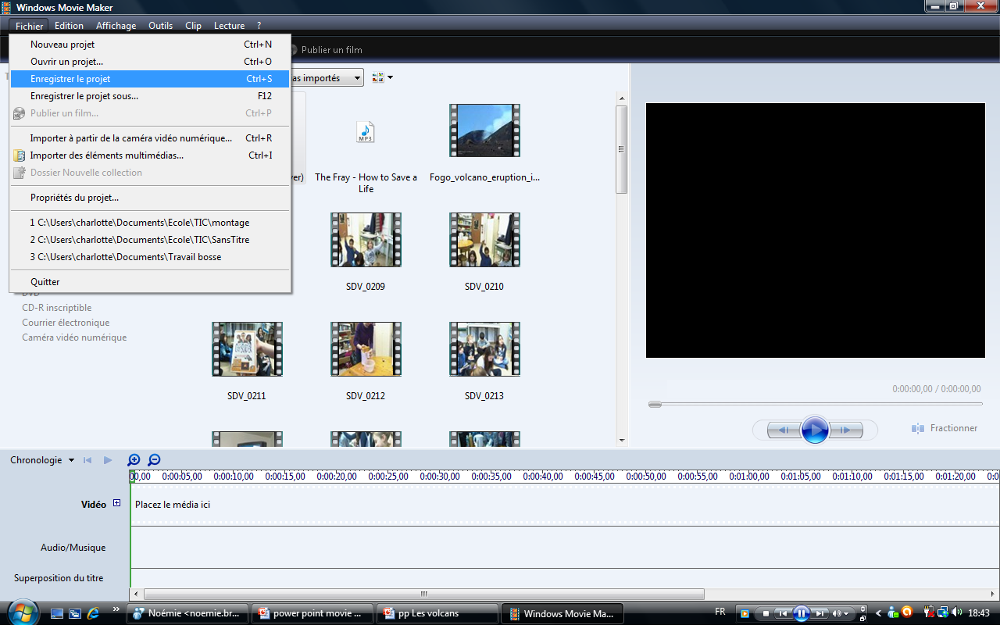 Windows Movie Maker
Fichier Edition Affichage Outils Clip Lecture ?
Nouveau projet Ctrl+N
Ouvrir un projet... Ctrl+O
Enregistrer le projet Ctrl+S
Enregistrer le projet sous... F12
Publier un film... Ctrl+P
Importer à partir de la caméra vidéo numérique... Ctrl+R
Importer des éléments multimédias... Ctrl+I
Dossier Nouvelle collection
Propriétés du projet...
1 C:\Users\charlotte\Documents\Ecole\TIC\montage
2 C:\Users\charlotte\Documents\Ecole\TIC\SansTitre
3 C:\Users\charlotte\Documents\Travail bosse
Quitter
Publier un film
as importés
DVD
CD-R inscriptible
Courrier électronique
Caméra vidéo numérique
MP3
ver)
The Fray - How to Save a
Life
Fogo_volcano_eruption_i...
SDV_0209
SDV_0210
SDV_0211
SDV_0212
SDV_0213
0:00:00,00 / 0:00:00,00
Fractionner
Chronologie
00,00 0:00:05,00 0:00:10,00 0:00:15,00 0:00:20,00 0:00:25,00 0:00:30,00 0:00:35,00 0:00:40,00 0:00:45,00 0:00:50,00 0:00:55,00 0:01:00,00 0:01:05,00 0:01:10,00 0:01:15,00 0:01:20,00 0:0
Vidéo
Placez le média ici
Audio/Musique
Superposition du titre
Noémie <noemie.br...
power point movie ...
pp Les volcans
Windows Movie Ma...
FR
18:43